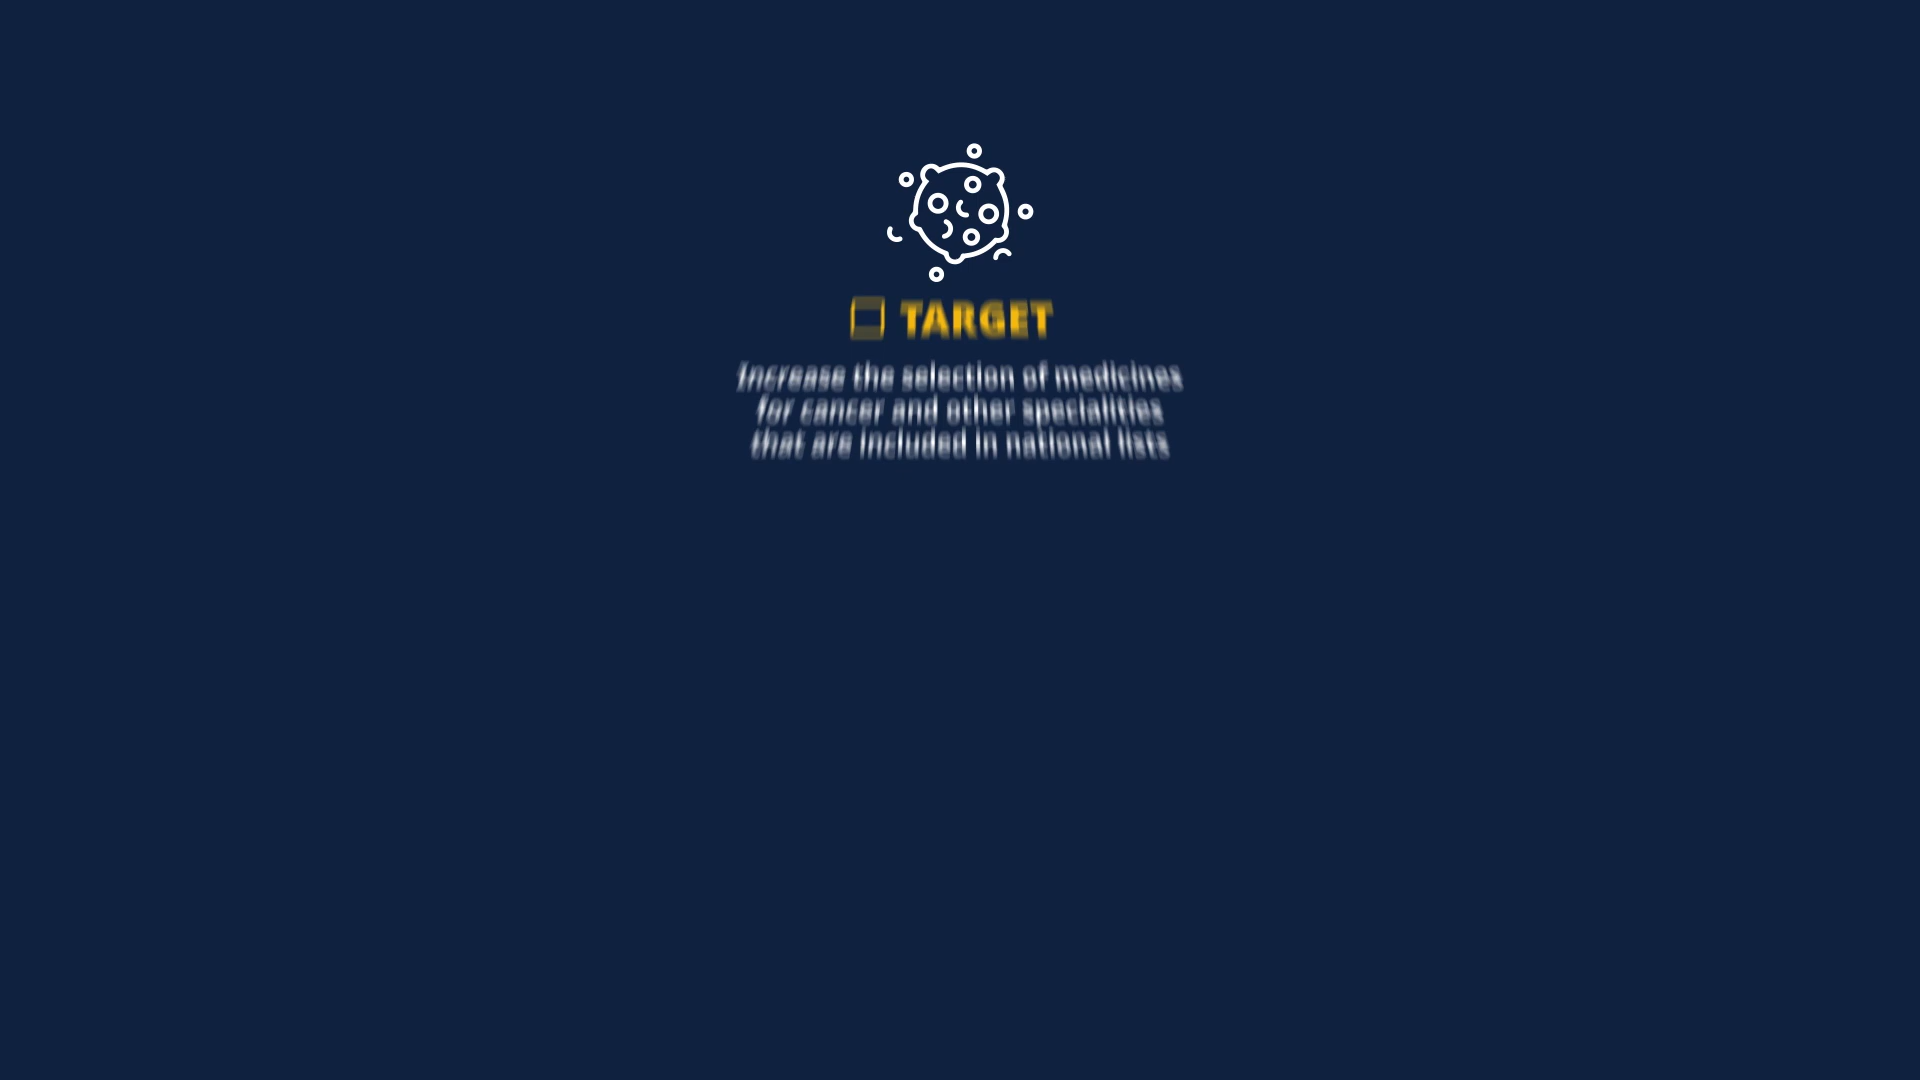 TARGET
Increase the selection of medicines
for cancer and other specialities
that are included in national lists